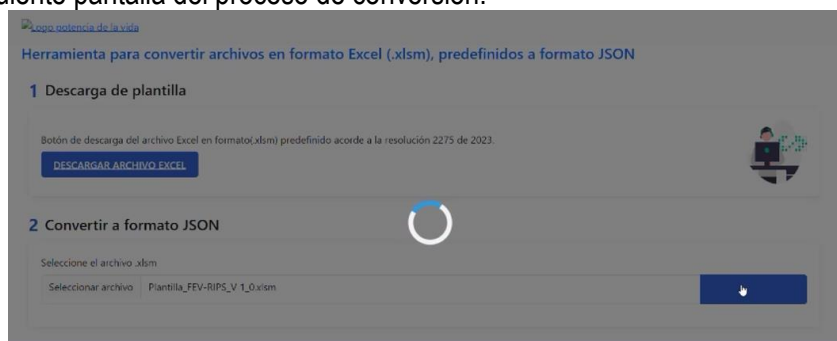 Logo potencia de la vida
Herramienta para convertir archivos en formato Excel (.xlsm), predefinidos a formato JSON
1 Descarga de plantilla
Botón de descarga del archivo Excel en formato(.xlsm) predefinido acorde a la resolución 2275 de 2023.
DESCARGAR ARCHIVO EXCEL
2 Convertir a formato JSON
Seleccione el archivo .xlsm
Seleccionar archivo Plantilla_FEV-RIPS_V 1_0.xlsm